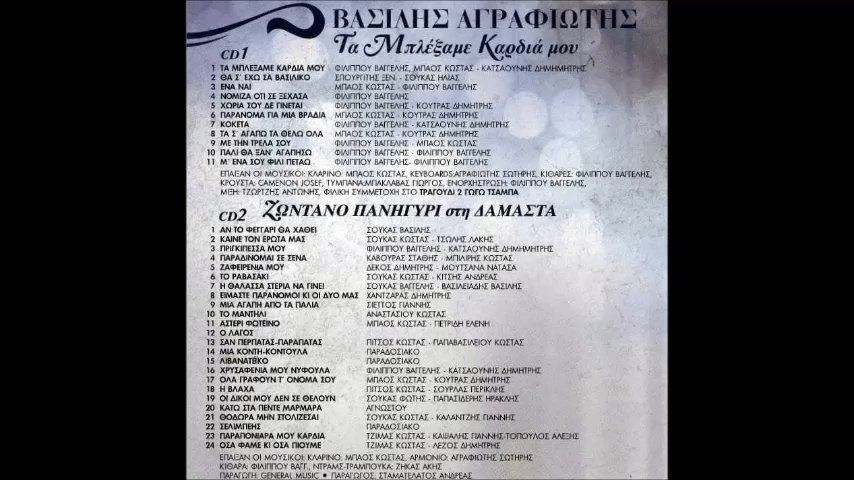 ΒΑΣΙΛΗΣ ΑΓΡΑΦΙΩΤΗΣ
Τα Μπλέξαμε Καρδιά μου
CD1
1 ΤΑ ΜΠΛΕΞΑΜΕ ΚΑΡΔΙΑ ΜΟΥ ΦΙΛΙΠΠΟΥ ΒΑΓΓΕΛΗΣ, ΜΠΑΟΣ ΚΩΣΤΑΣ - ΚΑΤΣΑΟΥΝΗΣ ΔΗΜΗΜΗΤΡΗΣ
2 ΘΑ Σ' ΕΧΩ ΣΑ ΒΑΣΙΛΙΚΟ ΣΠΟΥΡΓΙΤΗΣ ΞΕΝ. - ΣΟΥΚΑΣ ΗΛΙΑΣ
3 ΕΝΑ ΝΑΙ ΜΠΑΟΣ ΚΩΣΤΑΣ - ΦΙΛΙΠΠΟΥ ΒΑΓΓΕΛΗΣ
4 ΝΟΜΙΖΑ ΟΤΙ ΣΕ ΞΕΧΑΣΑ ΦΙΛΙΠΠΟΥ ΒΑΓΓΕΛΗΣ
5 ΧΩΡΙΑ ΣΟΥ ΔΕ ΓΙΝΕΤΑΙ ΦΙΛΙΠΠΟΥ ΒΑΓΓΕΛΗΣ - ΚΟΥΤΡΑΣ ΔΗΜΗΤΡΗΣ
6 ΠΑΡΑΝΟΜΑ ΓΙΑ ΜΙΑ ΒΡΑΔΙΑ ΜΠΑΟΣ ΚΩΣΤΑΣ - ΚΟΥΤΡΑΣ ΔΗΜΗΤΡΗΣ
7 ΚΟΚΕΤΑ ΦΙΛΙΠΠΟΥ ΒΑΓΓΕΛΗΣ - ΚΑΤΣΑΟΥΝΗΣ ΔΗΜΗΤΡΗΣ
8 ΤΑ Σ' ΑΓΑΠΩ ΤΑ ΘΕΛΩ ΟΛΑ ΜΠΑΟΣ ΚΩΣΤΑΣ - ΚΟΥΤΡΑΣ ΔΗΜΗΤΡΗΣ
9 ΜΕ ΤΗΝ ΤΡΕΛΑ ΣΟΥ ΦΙΛΙΠΠΟΥ ΒΑΓΓΕΛΗΣ - ΜΠΑΟΣ ΚΩΣΤΑΣ
10 ΠΑΛΙ ΘΑ ΞΑΝ' ΑΓΑΠΗΣΩ ΦΙΛΙΠΠΟΥ ΒΑΓΓΕΛΗΣ - ΦΙΛΙΠΠΟΥ ΒΑΓΓΕΛΗΣ
11 Μ' ΕΝΑ ΣΟΥ ΦΙΛΙ ΠΕΤΑΩ ΦΙΛΙΠΠΟΥ ΒΑΓΓΕΛΗΣ- ΦΙΛΙΠΠΟΥ ΒΑΓΓΕΛΗΣ
ΕΠΑΙΞΑΝ ΟΙ ΜΟΥΣΙΚΟΙ: ΚΛΑΡΙΝΟ: ΜΠΑΟΣ ΚΩΣΤΑΣ, KEYBOARDS:ΑΓΡΑΦΙΩΤΗΣ ΣΩΤΗΡΗΣ, ΚΙΘΑΡΕΣ: ΦΙΛΙΠΠΟΥ ΒΑΓΓΕΛΗΣ,
ΚΡΟΥΣΤΑ: CAMENON JOSEF, ΤΥΜΠΑΝΑ:ΜΠΑΚΛΑΒΑΣ ΓΙΩΡΓΟΣ, ΕΝΟΡΧΗΣΤΡΩΣΗ: ΦΙΛΙΠΠΟΥ ΒΑΓΓΕΛΗΣ,
ΜΙΞΗ: ΤΖΩΡΤΖΗΣ ΑΝΤΩΝΗΣ, ΦΙΛΙΚΗ ΣΥΜΜΕΤΟΧΗ ΣΤΟ ΤΡΑΓΟΥΔΙ 2 ΓΩΓΩ ΤΣΑΜΠΑ
CD2 ΖΩΝΤΑΝΟ ΠΑΝΗΓΥΡΙ στη ΔΑΜΑΣΤΑ
1 ΑΝ ΤΟ ΦΕΓΓΑΡΙ ΘΑ ΧΑΘΕΙ ΣΟΥΚΑΣ ΒΑΣΙΛΗΣ
2 ΚΑΙΝΕ ΤΟΝ ΕΡΩΤΑ ΜΑΣ ΣΟΥΚΑΣ ΚΩΣΤΑΣ - ΤΣΩΛΗΣ ΛΑΚΗΣ
3 ΠΡΙΓΚΙΠΕΣΣΑ ΜΟΥ ΦΙΛΙΠΠΟΥ ΒΑΓΓΕΛΗΣ - ΚΑΤΣΑΟΥΝΗΣ ΔΗΜΗΜΗΤΡΗΣ
4 ΠΑΡΑΔΙΝΟΜΑΙ ΣΕ ΣΕΝΑ ΚΑΒΟΥΡΑΣ ΣΤΑΘΗΣ - ΜΠΙΛΙΡΗΣ ΚΩΣΤΑΣ
5 ΖΑΦΕΙΡΕΝΙΑ ΜΟΥ ΔΕΚΟΣ ΔΗΜΗΤΡΗΣ - ΜΟΥΤΣΑΝΑ ΝΑΤΑΣΑ
6 ΤΟ ΡΑΒΑΣΑΚΙ ΣΟΥΚΑΣ ΚΩΣΤΑΣ - ΚΙΤΣΗΣ ΑΝΔΡΕΑΣ
7 Η ΘΑΛΑΣΣΑ ΣΤΕΡΙΑ ΝΑ ΓΙΝΕΙ ΣΟΥΚΑΣ ΒΑΓΓΕΛΗΣ - ΒΑΣΙΛΕΙΑΔΗΣ ΒΑΣΙΛΗΣ
8 ΕΙΜΑΣΤΕ ΠΑΡΑΝΟΜΟΙ ΚΙ ΟΙ ΔΥΟ ΜΑΣ ΧΑΝΤΖΑΡΑΣ ΔΗΜΗΤΡΗΣ
9 ΜΙΑ ΑΓΑΠΗ ΑΠΟ ΤΑ ΠΑΛΙΑ ΣΙΕΤΤΟΣ ΓΙΑΝΝΗΣ
10 ΤΟ ΜΑΝΤΗΛΙ ΑΝΑΣΤΑΣΙΟΥ ΚΩΣΤΑΣ
11 ΑΣΤΕΡΙ ΦΩΤΕΙΝΟ ΜΠΑΟΣ ΚΩΣΤΑΣ - ΠΕΤΡΙΔΗ ΕΛΕΝΗ
12 Ο ΛΑΓΟΣ
13 ΣΑΝ ΠΕΡΠΑΤΑΣ-ΠΑΡΑΠΑΤΑΣ ΠΙΤΣΟΣ ΚΩΣΤΑΣ - ΠΑΠΑΒΑΣΙΛΕΙΟΥ ΚΩΣΤΑΣ
14 ΜΙΑ ΚΟΝΤΗ-ΚΟΝΤΟΥΛΑ ΠΑΡΑΔΟΣΙΑΚΟ
15 ΛΙΒΑΝΑΤΕΪΚΟ ΠΑΡΑΔΟΣΙΑΚΟ
16 ΧΡΥΣΑΦΕΝΙΑ ΜΟΥ ΝΥΦΟΥΛΑ ΦΙΛΙΠΠΟΥ ΒΑΓΓΕΛΗΣ - ΚΑΤΣΑΟΥΝΗΣ ΔΗΜΗΤΡΗΣ
17 ΟΛΑ ΓΡΑΦΟΥΝ Τ' ΟΝΟΜΑ ΣΟΥ ΜΠΑΟΣ ΚΩΣΤΑΣ - ΚΟΥΤΡΑΣ ΔΗΜΗΤΡΗΣ
18 Η ΒΛΑΧΑ ΠΙΤΣΟΣ ΚΩΣΤΑΣ - ΣΟΥΡΛΑΣ ΠΕΡΙΚΛΗΣ
19 ΟΙ ΔΙΚΟΙ ΜΟΥ ΔΕΝ ΣΕ ΘΕΛΟΥΝ ΣΟΥΚΑΣ ΦΩΤΗΣ - ΠΑΠΑΣΙΔΕΡΗΣ ΗΡΑΚΛΗΣ
20 ΚΑΤΩ ΣΤΑ ΠΕΝΤΕ ΜΑΡΜΑΡΑ ΑΓΝΩΣΤΟΥ
21 ΘΟΔΩΡΑ ΜΗΝ ΣΤΟΛΙΖΕΣΑΙ ΣΟΥΚΑΣ ΚΩΣΤΑΣ - ΚΑΛΑΝΤΖΗΣ ΓΙΑΝΝΗΣ
22 ΣΕΛΙΜΠΕΗΣ ΠΑΡΑΔΟΣΙΑΚΟ
23 ΠΑΡΑΠΟΝΙΑΡΑ ΜΟΥ ΚΑΡΔΙΑ ΤΖΙΜΑΣ ΚΩΣΤΑΣ - ΚΑΨΑΛΗΣ ΓΙΑΝΝΗΣ-ΤΟΠΟΥΛΟΣ ΑΛΕΞΗΣ
24 ΟΣΑ ΦΑΜΕ ΚΙ ΟΣΑ ΠΙΟΥΜΕ ΤΖΙΜΑΣ ΚΩΣΤΑΣ - ΛΕΖΟΣ ΔΗΜΗΤΡΗΣ
ΕΠΑΙΞΑΝ ΟΙ ΜΟΥΣΙΚΟΙ: ΚΛΑΡΙΝΟ: ΜΠΑΟΣ ΚΩΣΤΑΣ, ΑΡΜΟΝΙΟ: ΑΓΡΑΦΙΩΤΗΣ ΣΩΤΗΡΗΣ
ΚΙΘΑΡΑ: ΦΙΛΙΠΠΟΥ ΒΑΓΓ., ΝΤΡΑΜΣ-ΤΡΑΜΠΟΥΚΑ: ΖΗΚΑΣ ΑΚΗΣ
ΠΑΡΑΓΩΓΗ: GENERAL MUSIC • ΠΑΡΑΓΩΓΟΣ: ΣΤΑΜΑΤΕΛΑΤΟΣ ΑΝΔΡΕΑΣ